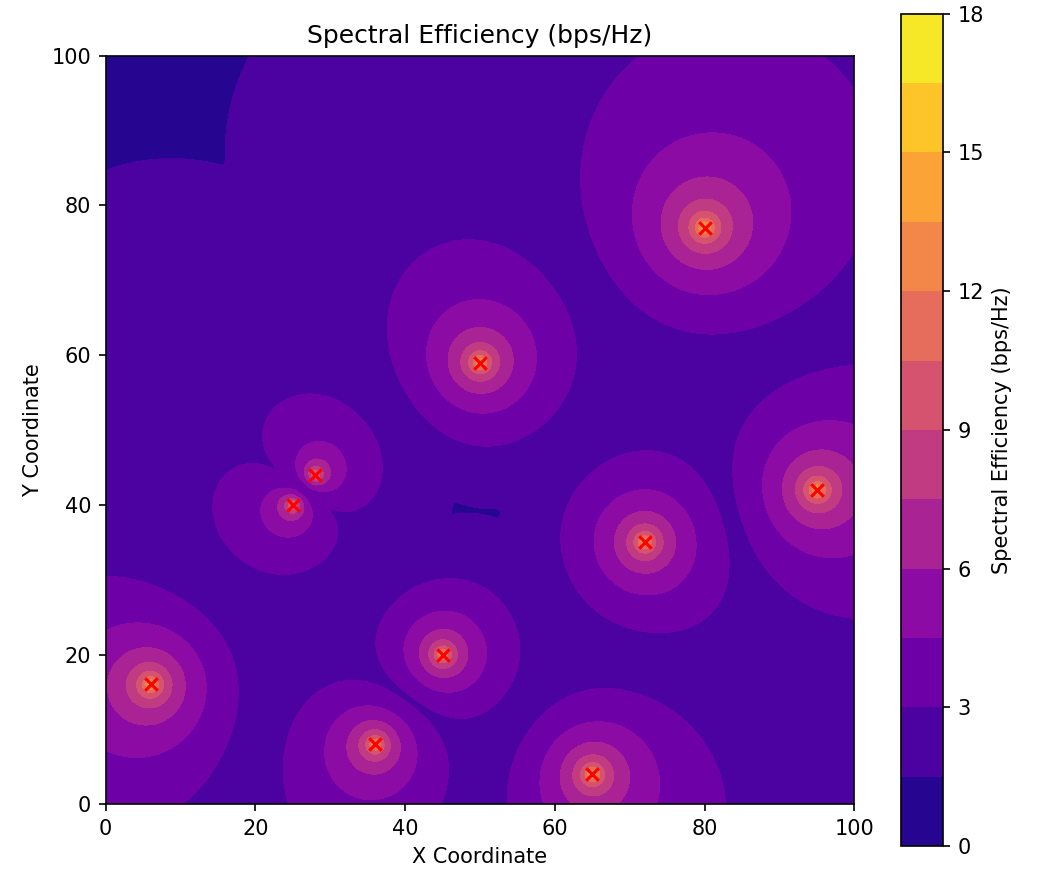 Spectral Efficiency (bps/Hz)
100
80
60
40
20
0
Y Coordinate
0 20 40 60 80 100
X Coordinate
18
15
12
9
6
3
0
Spectral Efficiency (bps/Hz)